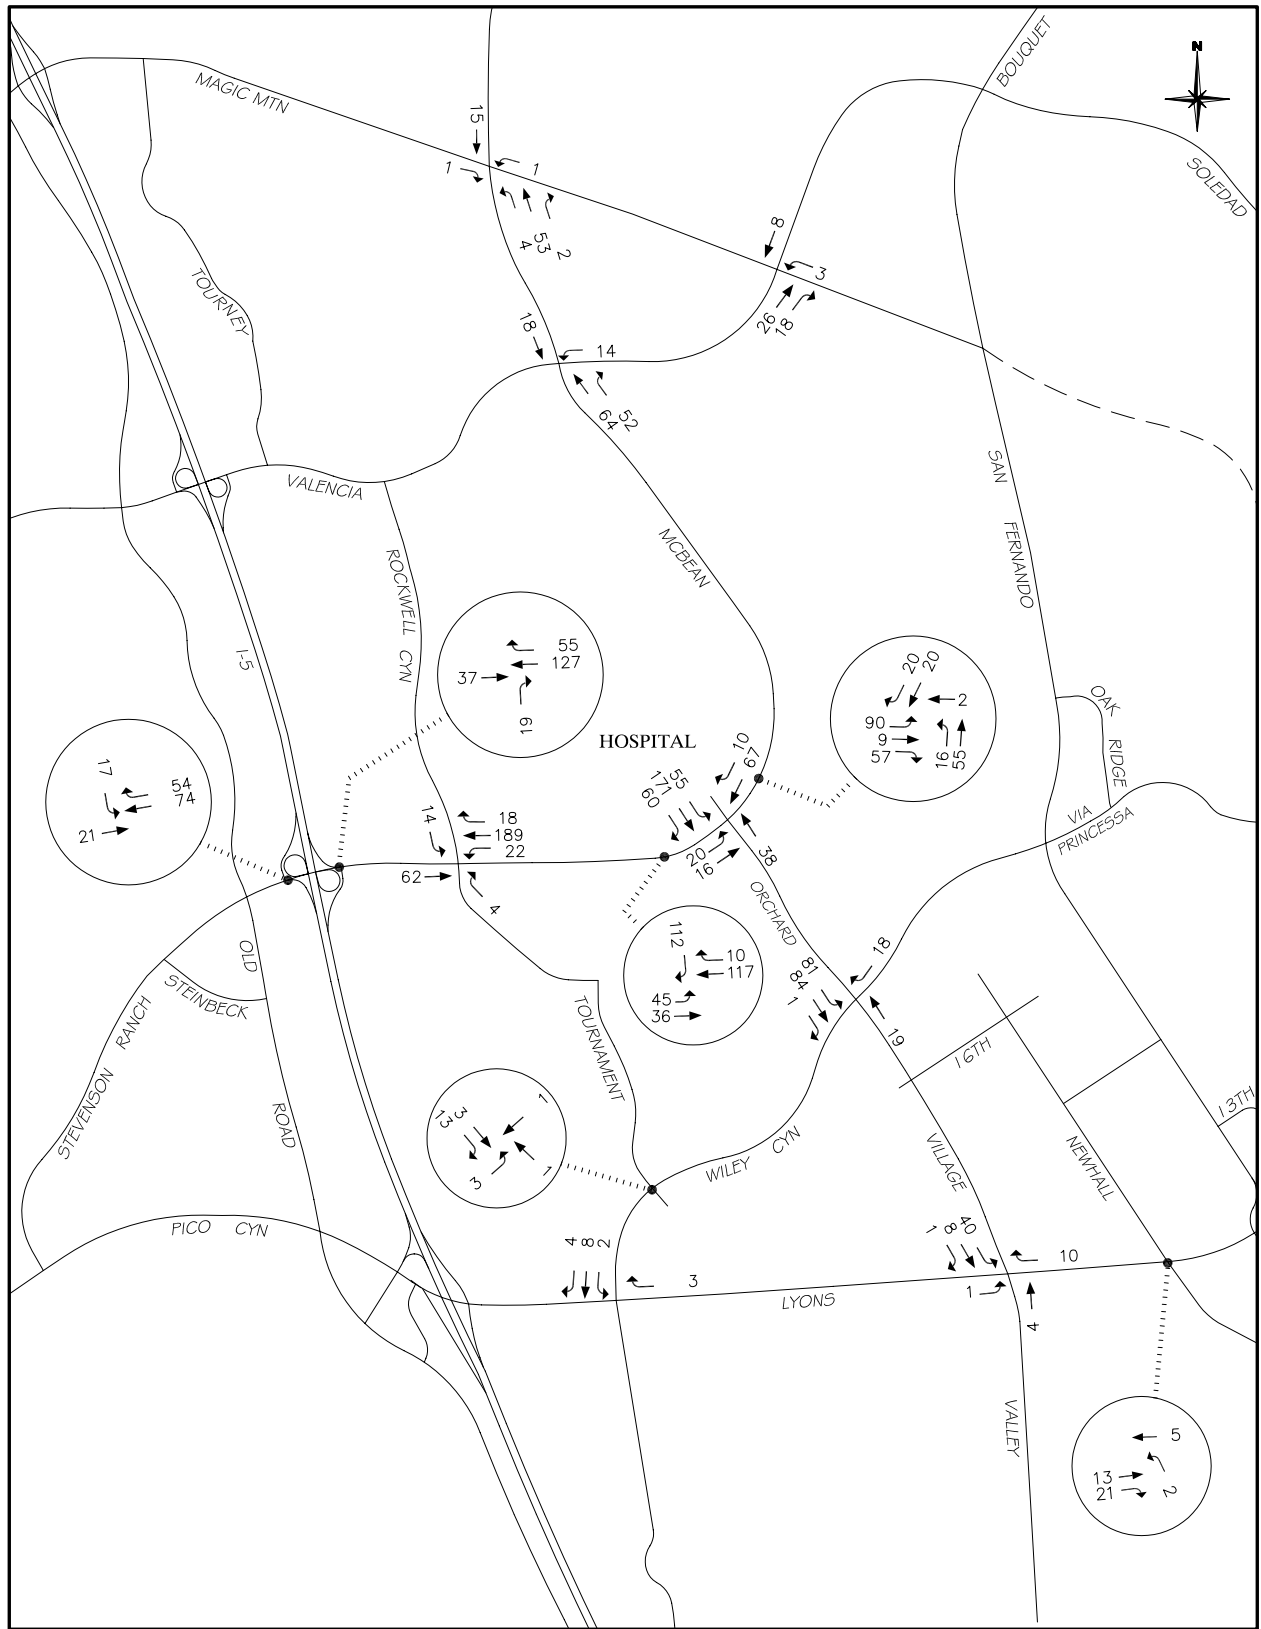 N
BOUQUET
MAGIC MTN
SOLEDAD
15
1
1
4
53
2
8
3
26
18
TOURNEY
18
14
64
52
VALENCIA
SAN
FERNANDO
MCBEAN
ROCKWELL CYN
I-5
55
127
37
19
HOSPITAL
20
20
2
90
9
57
16
55
OAK
RIDGE
VIA
PRINCESSA
17
54
74
21
10
67
55
171
60
20
16
38
14
18
189
22
62
4
ORCHARD
112
10
117
45
36
18
81
84
1
19
OLD
ROAD
STEINBECK
STEVENSON RANCH
TOURNAMENT
16TH
13TH
NEWHALL
VILLAGE
WILEY CYN
13
3
1
3
1
PICO CYN
4
8
2
3
LYONS
1
8
40
10
1
4
VALLEY
5
13
21
2